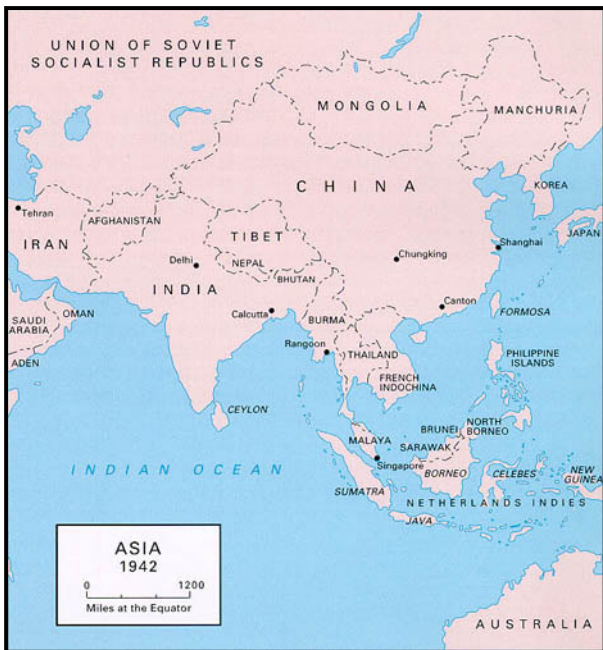 UNION OF SOVIET
SOCIALIST REPUBLICS
MONGOLIA
MANCHURIA
CHINA
KOREA
Tehran
AFGHANISTAN
JAPAN
IRAN
TIBET
Shanghai
Delhi
NEPAL
Chungking
BHUTAN
INDIA
SAUDI
ARABIA
OMAN
Calcutta
BURMA
Canton
FORMOSA
ADEN
Rangoon
THAILAND
PHILIPPINE
ISLANDS
FRENCH
INDOCHINA
CEYLON
BRUNEI
NORTH
BORNEO
MALAYA
SARAWAK
Singapore
BORNEO
CELEBES
NEW
GUINEA
INDIAN OCEAN
SUMATRA
NETHERLANDS INDIES
JAVA
ASIA
1942
0 1200
Miles at the Equator
AUSTRALIA